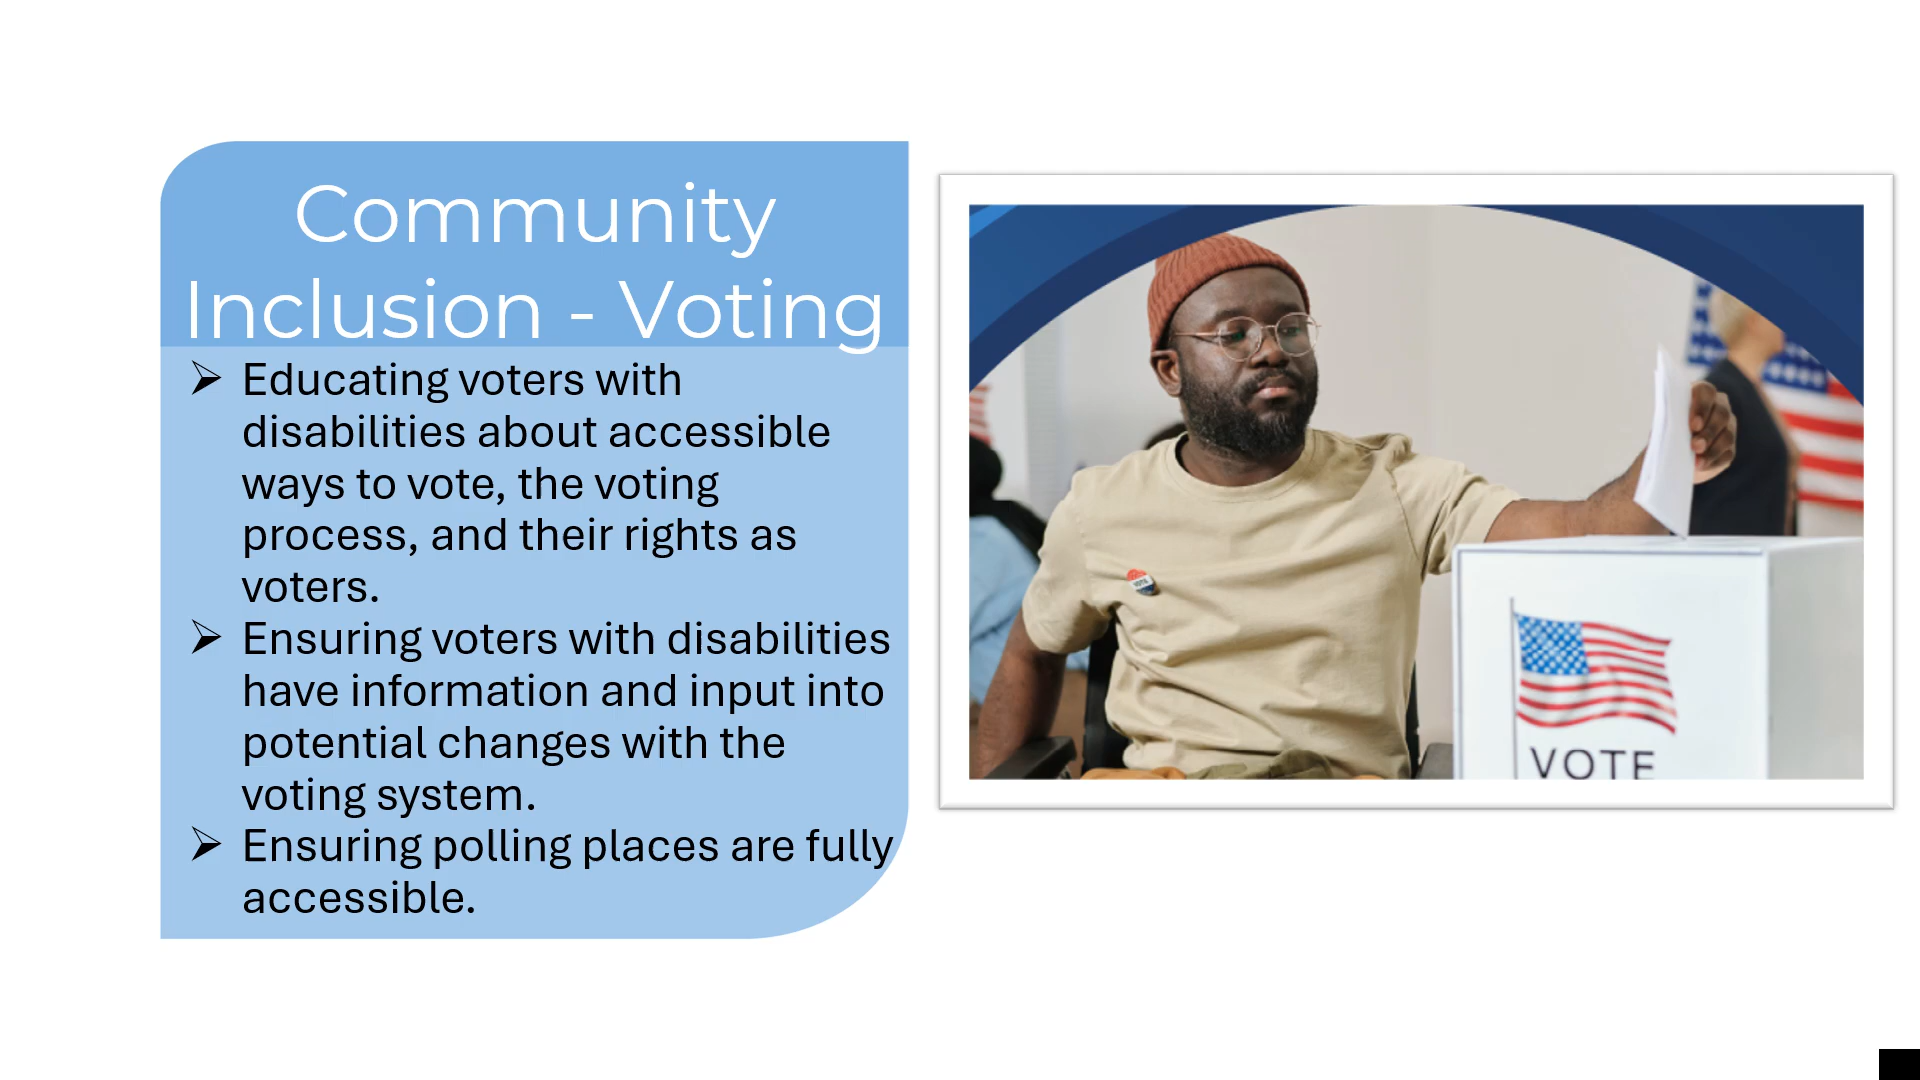 Community
Inclusion - Voting
➢ Educating voters with
disabilities about accessible
ways to vote, the voting
process, and their rights as
voters.
➢ Ensuring voters with disabilities
have information and input into
potential changes with the
voting system.
➢ Ensuring polling places are fully
accessible.
VOTE
VOTE